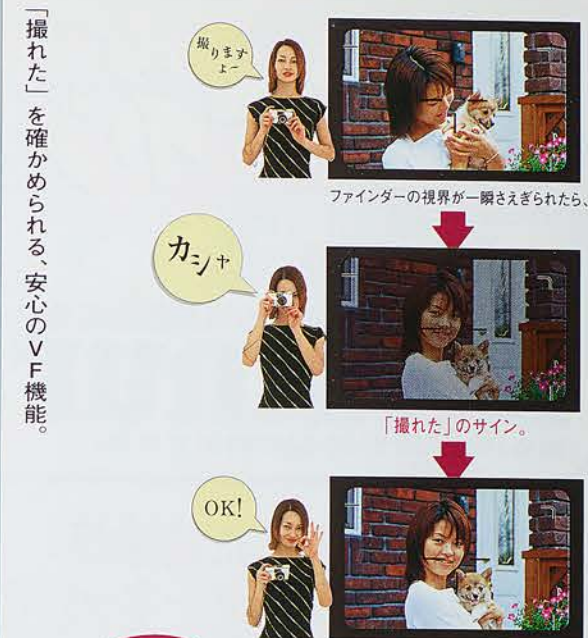 「撮れた」を確かめられる、安心のVF機能。
撮ります
よー
ファインダーの視界が一瞬さえぎられたら、
カシャ
「撮れた」のサイン。
OK!